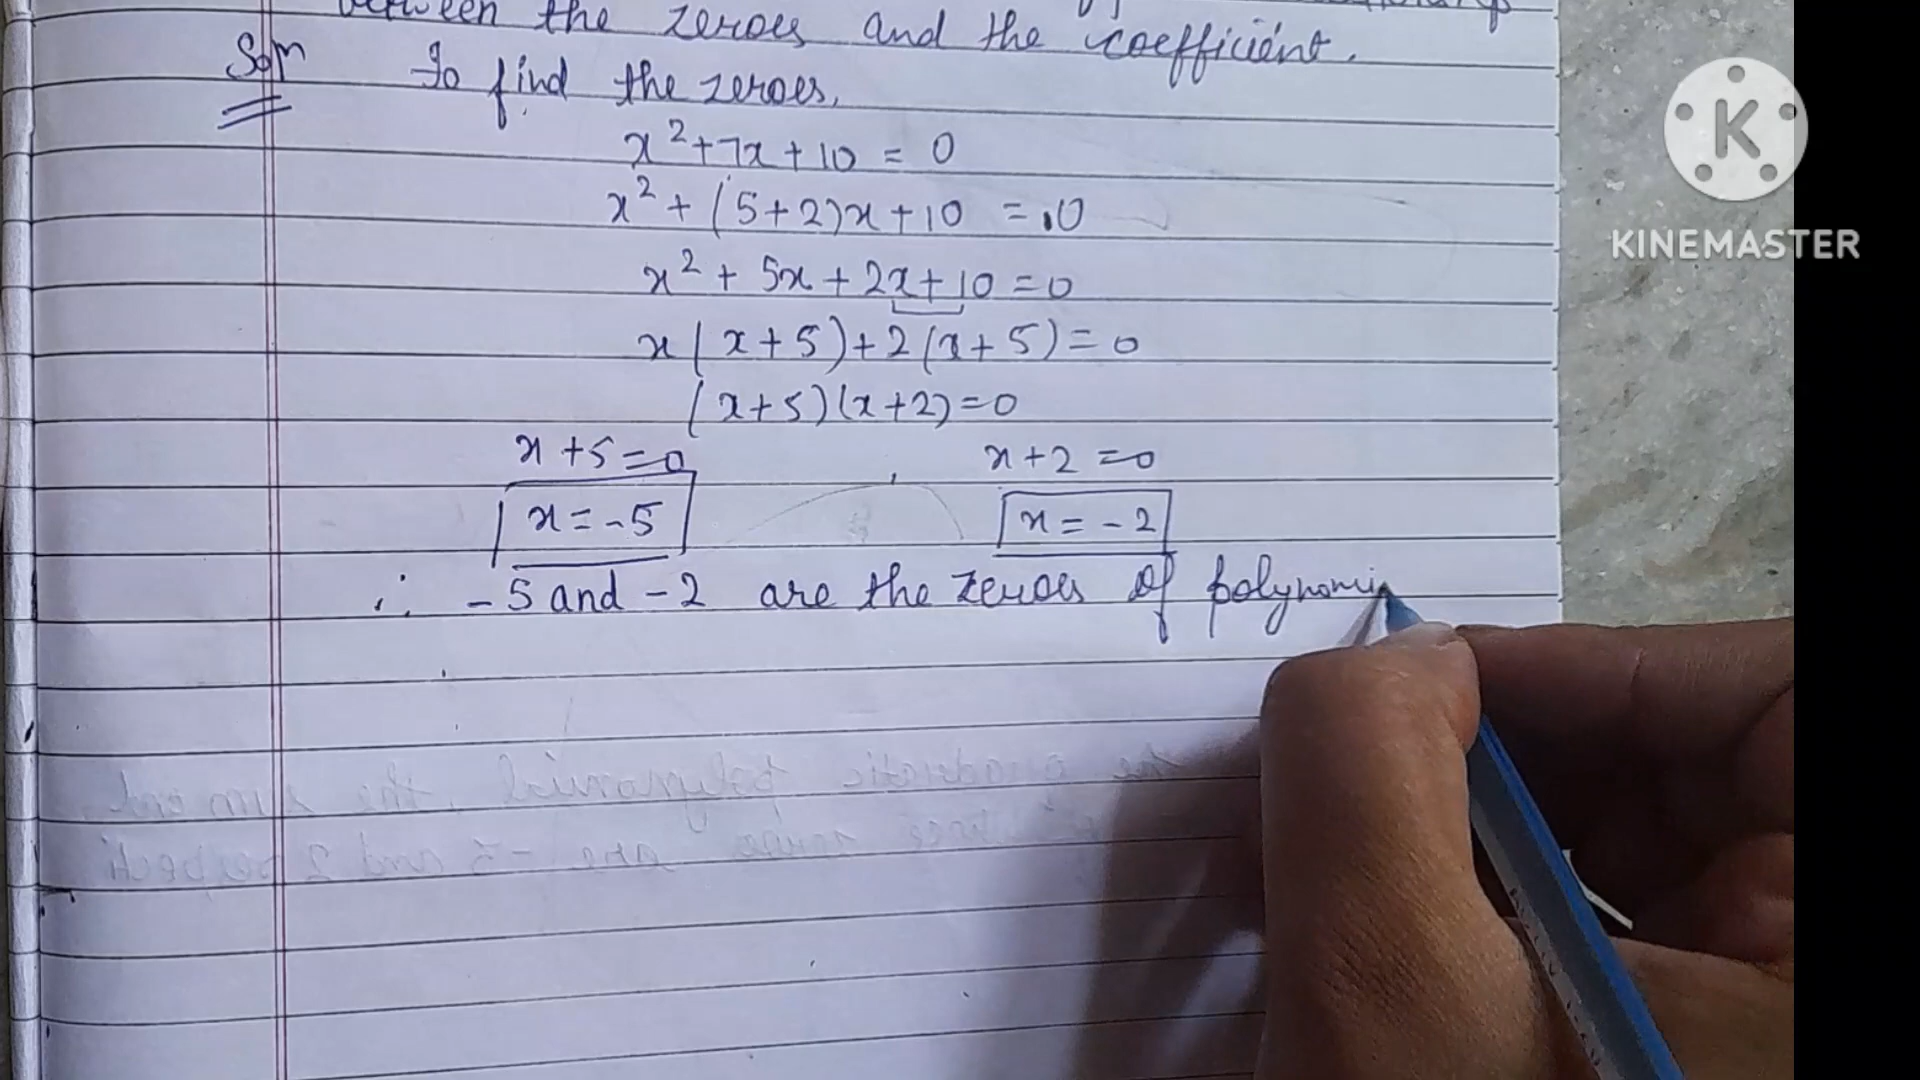 between the zeroes and the coefficient.
Soln To find the zeroes,
x² + 7x + 10 = 0
x² + (5+2)x + 10 = 0
x² + 5x + 2x + 10 = 0
x(x+5)+2(x+5)=0
(x+5)(x+2)=0
x+5=0 x+2=0
x=-5 x=-2
∴ -5 and -2 are the zeroes of polynomi
K
KINEMASTER